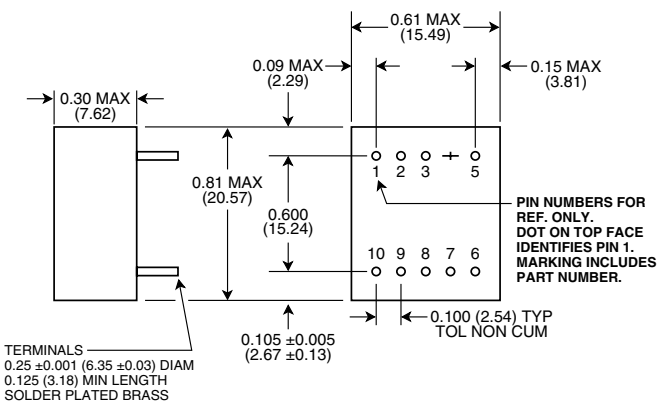 0.61 MAX
(15.49)
0.09 MAX
(2.29)
0.15 MAX
(3.81)
0.30 MAX
(7.62)
0.81 MAX
(20.57)
0.600
(15.24)
1 2 3 5
PIN NUMBERS FOR
REF. ONLY.
DOT ON TOP FACE
IDENTIFIES PIN 1.
MARKING INCLUDES
PART NUMBER.
10 9 8 7 6
0.100 (2.54) TYP
TOL NON CUM
0.105 ±0.005
(2.67 ±0.13)
TERMINALS
0.25 ±0.001 (6.35 ±0.03) DIAM
0.125 (3.18) MIN LENGTH
SOLDER PLATED BRASS